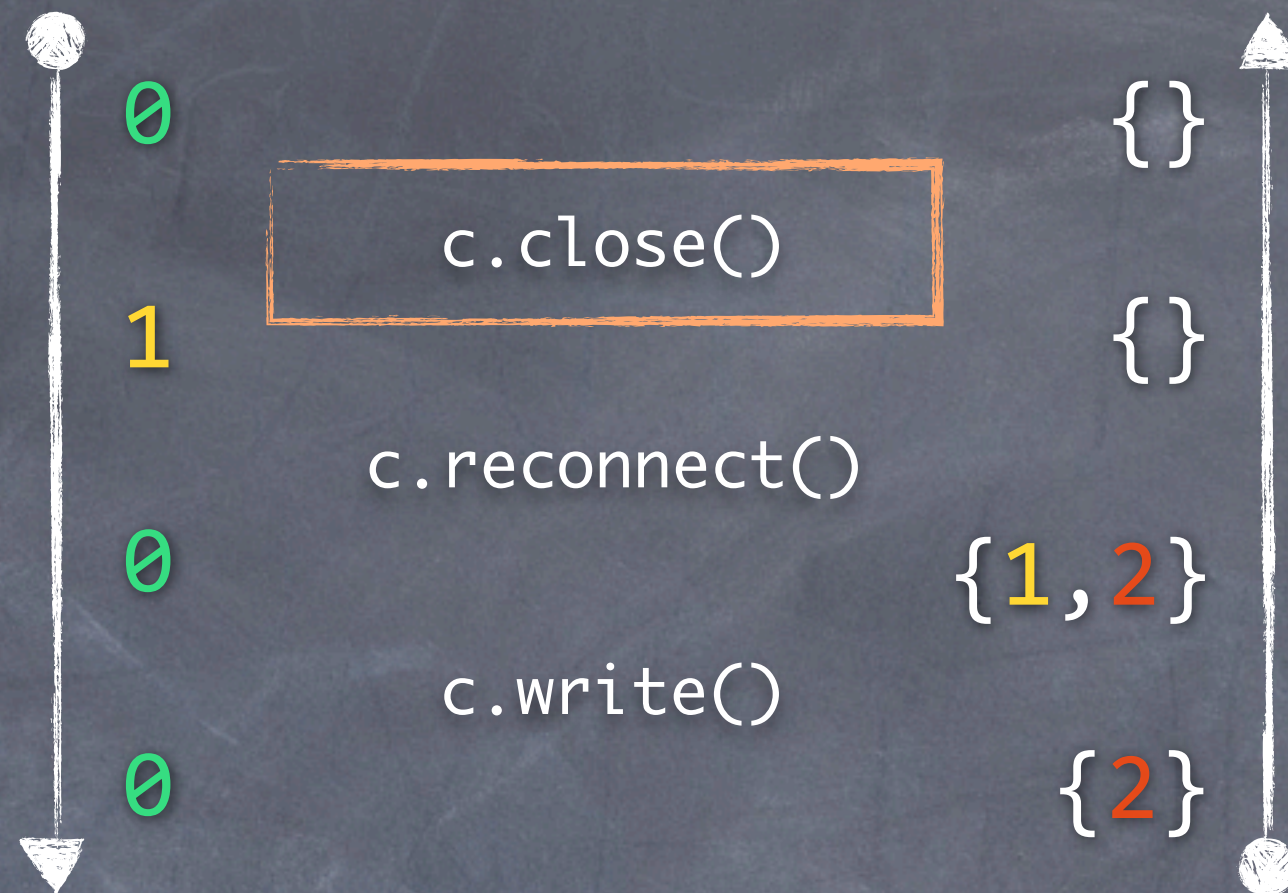 0 {}
c.close()
1 {}
c.reconnect()
0 {1,2}
c.write()
0 {2}